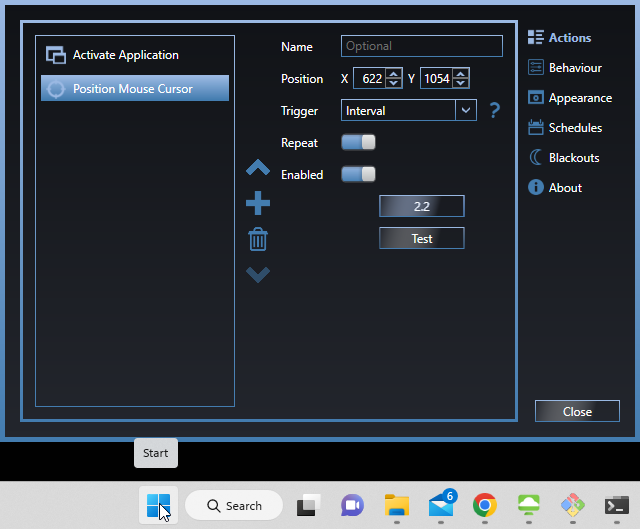 Activate Application
Position Mouse Cursor
Name Optional
Position X 622 Y 1054
Trigger Interval ?
Repeat
Enabled
2.2
Test
Actions
Behaviour
Appearance
Schedules
Blackouts
About
Close
Start
Search
6